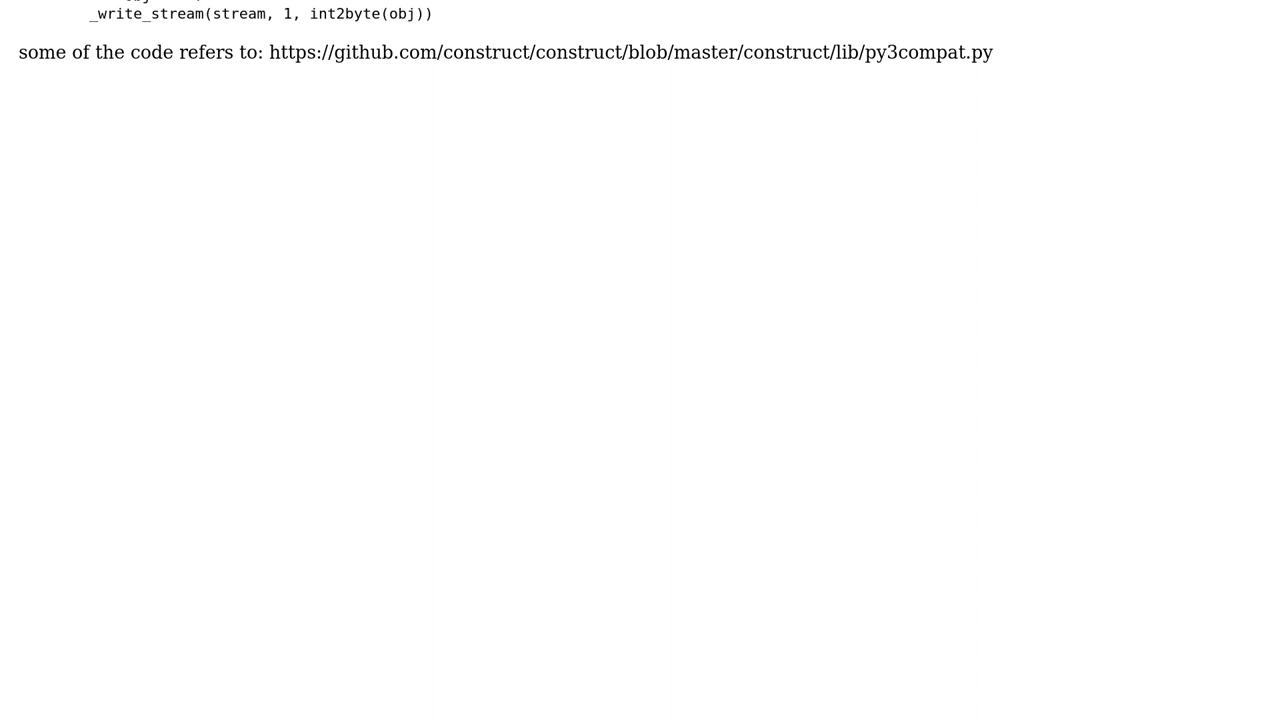 _write_stream(stream, 1, int2byte(obj))
some of the code refers to: https://github.com/construct/construct/blob/master/construct/lib/py3compat.py